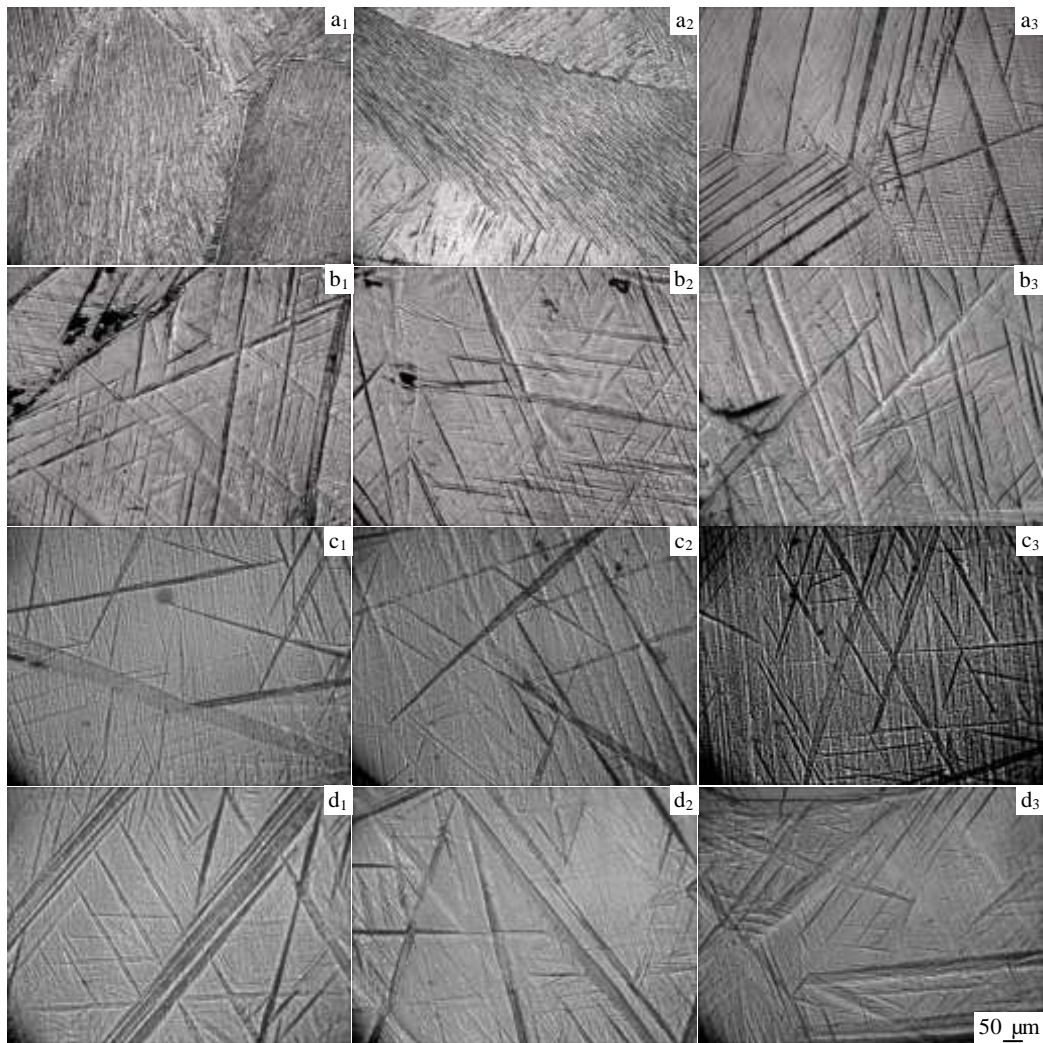 a₁ a₂ a₃
b₁ b₂ b₃
c₁ c₂ c₃
d₁ d₂ d₃
50 μm